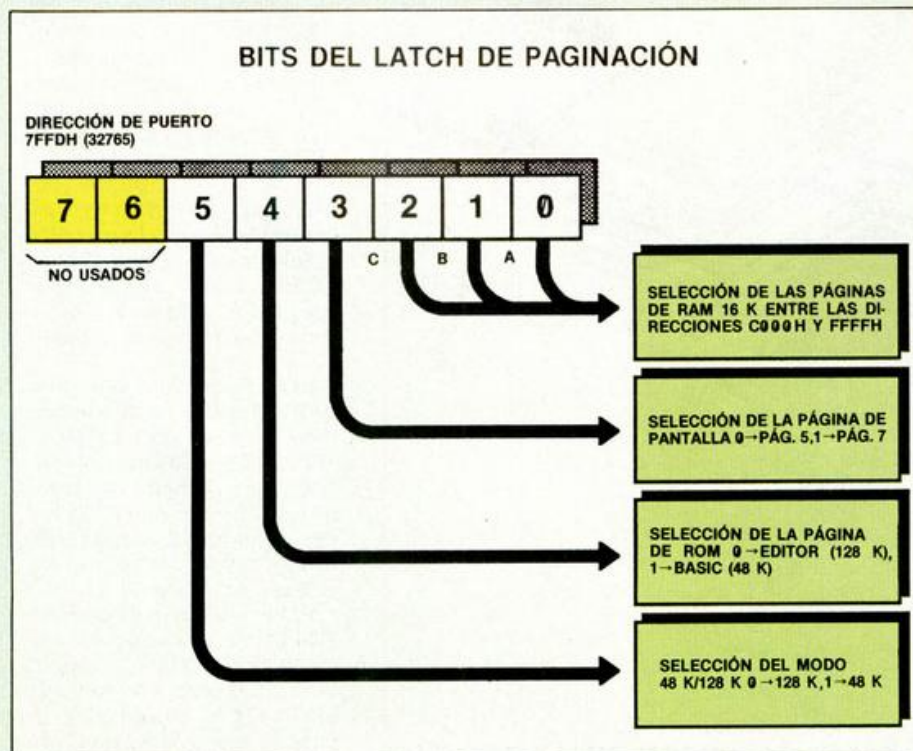 BITS DEL LATCH DE PAGINACIÓN
DIRECCIÓN DE PUERTO
7FFDH (32765)
7 6 5 4 3 2 1 0
NO USADOS
C B A
SELECCIÓN DE LAS PÁGINAS
DE RAM 16 K ENTRE LAS DI-
RECCIONES C000H Y FFFFH
SELECCIÓN DE LA PÁGINA DE
PANTALLA 0→PÁG. 5,1→PÁG. 7
SELECCIÓN DE LA PÁGINA
DE ROM 0→EDITOR (128 K),
1→BASIC (48 K)
SELECCIÓN DEL MODO
48 K/128 K 0→128 K,1→48 K